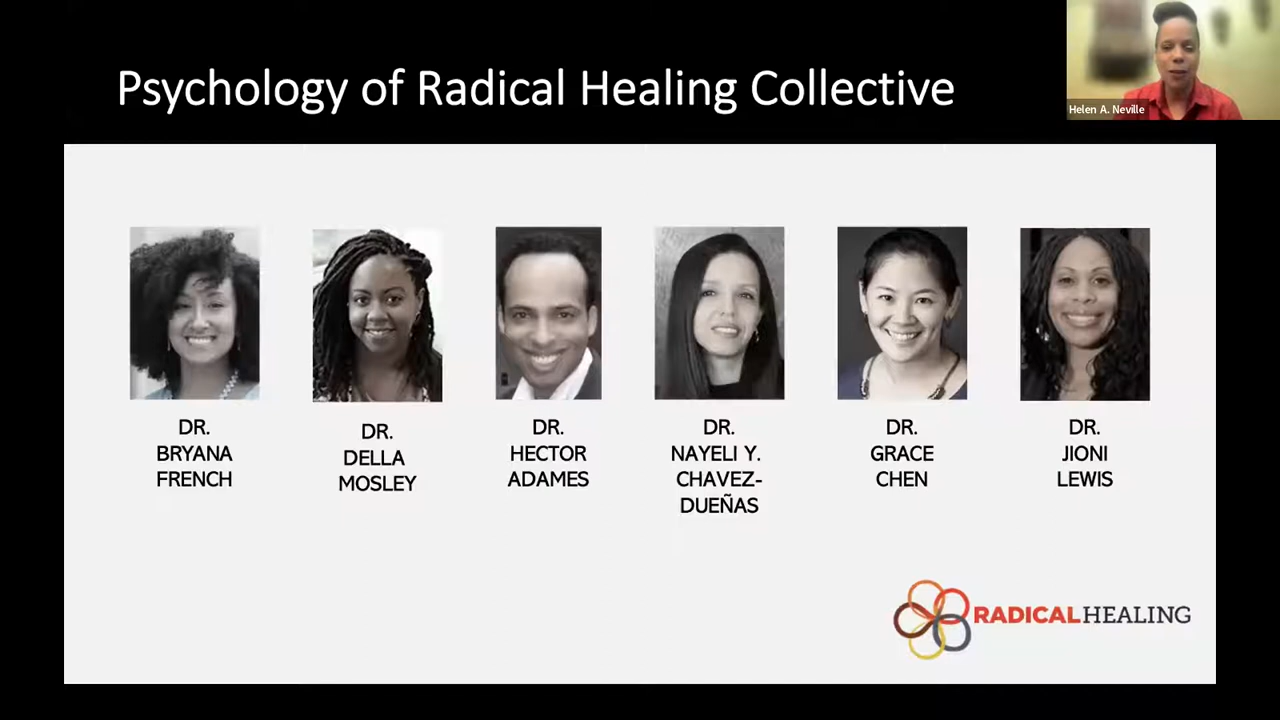 Psychology of Radical Healing Collective
Helen A. Neville
DR.
BRYANA
FRENCH
DR.
DELLA
MOSLEY
DR.
HECTOR
ADAMES
DR.
NAYELI Y.
CHAVEZ-
DUEÑAS
DR.
GRACE
CHEN
DR.
JIONI
LEWIS
RADICALHEALING